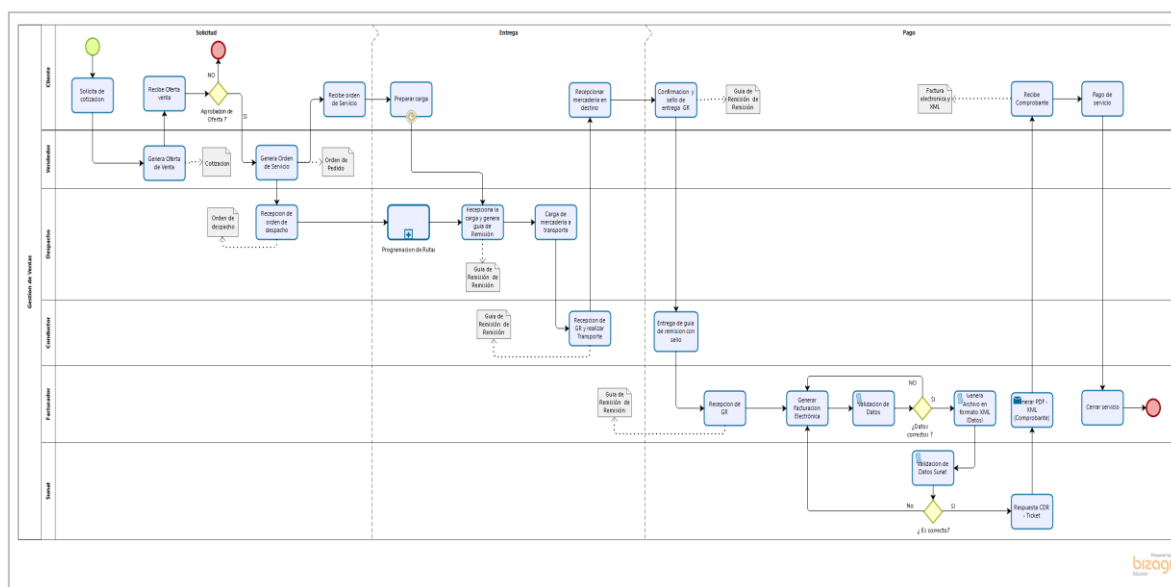 Solicitud
Entrega
Pago
Gestion de Ventas
Cliente
Solicita de
cotizacion
Recibe Oferta
venta
NO
Aprobacion de
Oferta ?
SI
Recibe orden
de Servicio
Preparar carga
Recepcionar
mercaderia en
destino
Confirmacion y
sello de
entrega GR
Guia de
Remisión de
Remisión
Factura
electronica y
XML
Recibe
Comprobante
Pago de
servicio
Vendedor
Genera Oferta
de Venta
Cotizacion
Genera Orden
de Servicio
Orden de
Pedido
Despacho
Orden de
despacho
Recepcion de
orden de
despacho
Programacion de Rutas
Recepciona la
carga y genera
guia de
Remisión
Carga de
mercaderia a
transporte
Guia de
Remisión de
Remisión
Conductor
Guia de
Remisión de
Remisión
Recepcion de
GR y realizar
Transporte
Entrega de guia
de remision con
sello
Facturador
Guia de
Remisión de
Remisión
Recepcion de
GR
Generar
Facturacion
Electrónica
Validacion de
Datos
NO
¿Datos
correctos ?
SI
Genera
Archivo en
formato XML
(Datos)
Generar PDF -
XML
(Comprobante)
Cerrar servicio
Sunat
Validacion de
Datos Sunat
No
¿ Es correcto?
SI
Respuesta CDR
- Ticket
Powered by
bizagi
Modeler